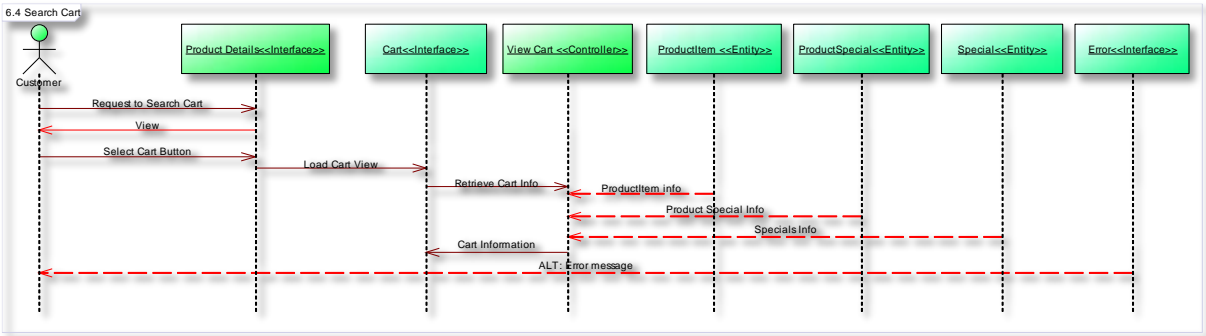 6.4 Search Cart
Customer
Product Details<<Interface>>
Cart<<Interface>>
View Cart <<Controller>>
ProductItem <<Entity>>
ProductSpecial<<Entity>>
Special<<Entity>>
Error<<Interface>>
Request to Search Cart
View
Select Cart Button
Load Cart View
Retrieve Cart Info
ProductItem info
Product Special Info
Specials Info
Cart Information
ALT: Error message